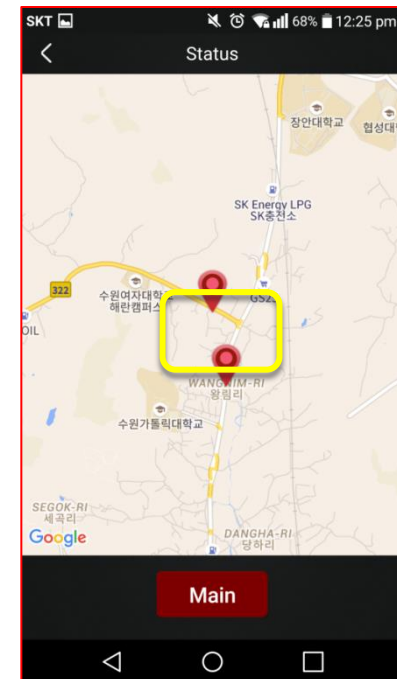 SKT 68% 12:25 pm
Status
장안대학교
협성대
SK Energy LPG
SK충전소
322
수원여자대학교
해란캠퍼스
GS25
OIL
WANGNIM-RI
왕림리
수원가톨릭대학교
SEGOK-RI
세곡리
DANGHA-RI
당하리
Google
Main